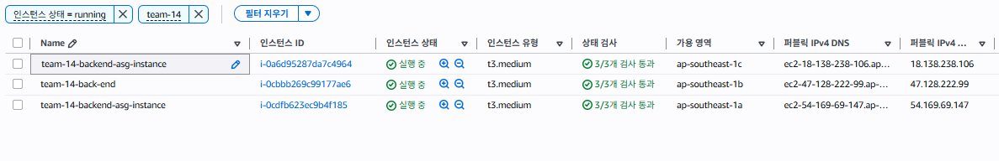 인스턴스 상태 = running team-14 필터 지우기
Name 인스턴스 ID 인스턴스 상태 인스턴스 유형 상태 검사 가용 영역 퍼블릭 IPv4 DNS 퍼블릭 IPv4 ...
team-14-backend-asg-instance i-0a6d95287da7c4964 실행 중 t3.medium 3/3개 검사 통과 ap-southeast-1c ec2-18-138-238-106.ap-... 18.138.238.106
team-14-back-end i-0cbbb269c99177ae6 실행 중 t3.medium 3/3개 검사 통과 ap-southeast-1b ec2-47-128-222-99.ap-... 47.128.222.99
team-14-backend-asg-instance i-0cdfb623ec9b4f185 실행 중 t3.medium 3/3개 검사 통과 ap-southeast-1a ec2-54-169-69-147.ap-... 54.169.69.147